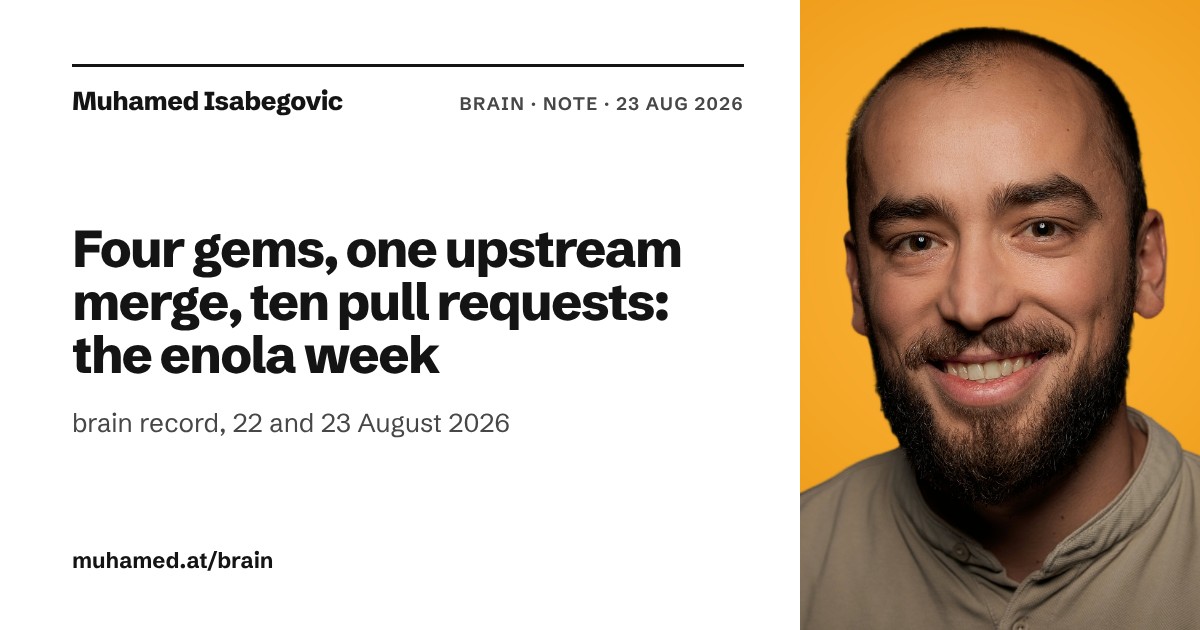 Muhamed Isabegovic
BRAIN · NOTE · 23 AUG 2026
Four gems, one upstream
merge, ten pull requests:
the enola week
brain record, 22 and 23 August 2026
muhamed.at/brain